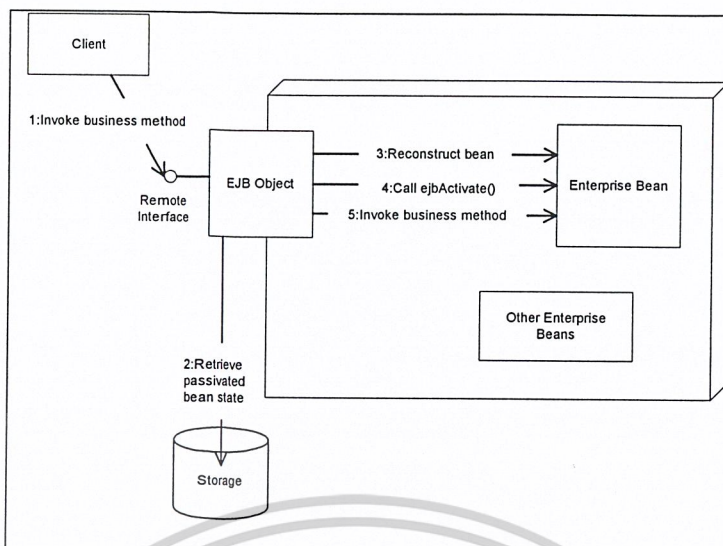 Client
1:Invoke business method
Remote
Interface
EJB Object
3:Reconstruct bean
4:Call ejbActivate()
5:Invoke business method
Enterprise Bean
Other Enterprise
Beans
2:Retrieve
passivated
bean state
Storage